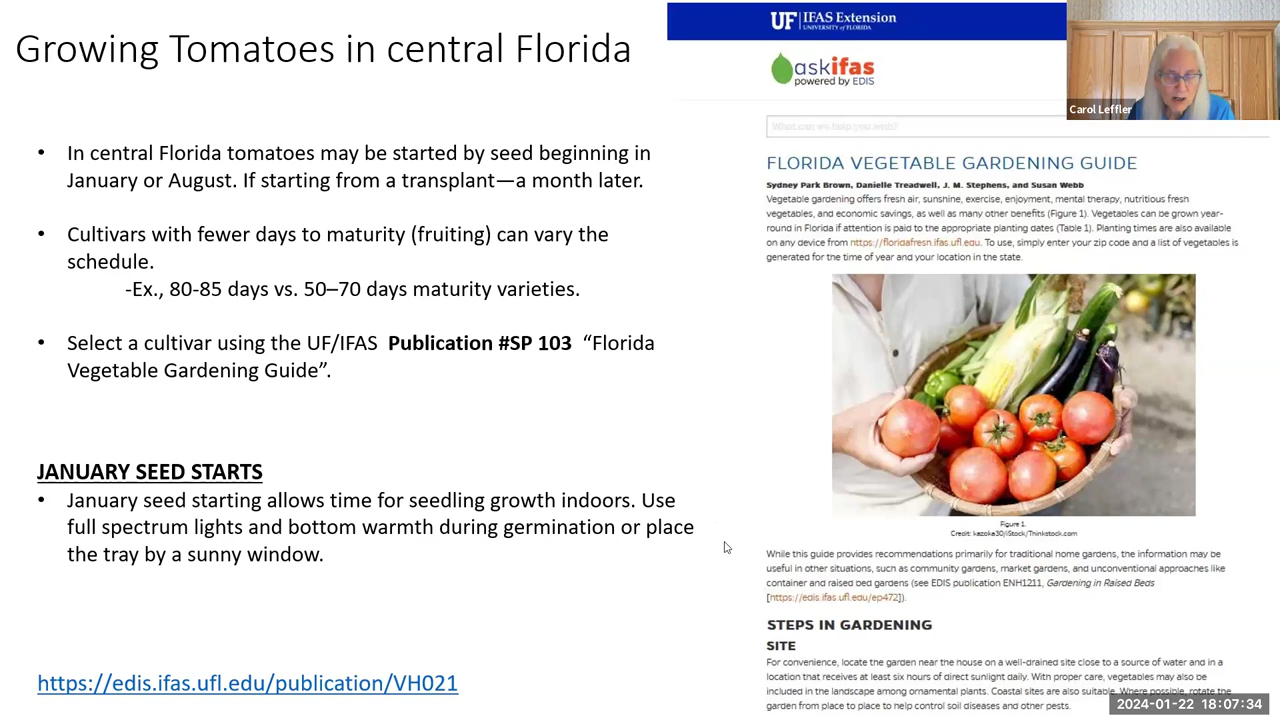 Growing Tomatoes in central Florida
• In central Florida tomatoes may be started by seed beginning in
January or August. If starting from a transplant—a month later.
• Cultivars with fewer days to maturity (fruiting) can vary the
schedule.
-Ex., 80-85 days vs. 50–70 days maturity varieties.
• Select a cultivar using the UF/IFAS Publication #SP 103 “Florida
Vegetable Gardening Guide”.
JANUARY SEED STARTS
• January seed starting allows time for seedling growth indoors. Use
full spectrum lights and bottom warmth during germination or place
the tray by a sunny window.
https://edis.ifas.ufl.edu/publication/VH021
UF IFAS Extension
UNIVERSITY of FLORIDA
askifas
powered by EDIS
Carol Leffler
What can we help you with?
FLORIDA VEGETABLE GARDENING GUIDE
Sydney Park Brown, Danielle Treadwell, J. M. Stephens, and Susan Webb
Vegetable gardening offers fresh air, sunshine, exercise, enjoyment, mental therapy, nutritious fresh
vegetables, and economic savings, as well as many other benefits (Figure 1). Vegetables can be grown year-
round in Florida if attention is paid to the appropriate planting dates (Table 1). Planting times are also available
on any device from https://floridafresh.ifas.ufl.edu. To use, simply enter your zip code and a list of vegetables is
generated for the time of year and your location in the state.
Figure 1.
Credit: kazoka30/iStock/Thinkstock.com
While this guide provides recommendations primarily for traditional home gardens, the information may be
useful in other situations, such as community gardens, market gardens, and unconventional approaches like
container and raised bed gardens (see EDIS publication ENH1211, Gardening in Raised Beds
[https://edis.ifas.ufl.edu/ep472]).
STEPS IN GARDENING
SITE
For convenience, locate the garden near the house on a well-drained site close to a source of water and in a
location that receives at least six hours of direct sunlight daily. With proper care, vegetables may also be
included in the landscape among ornamental plants. Coastal sites are also suitable. Where possible, rotate the
garden from place to place to help control soil diseases and other pests.
2024-01-22 18:07:34